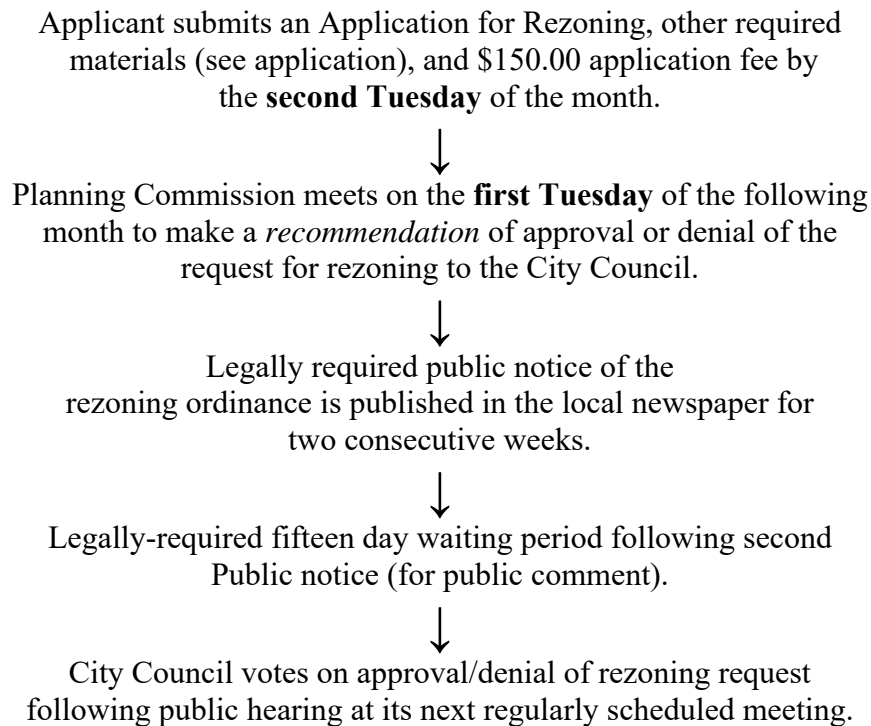 Applicant submits an Application for Rezoning, other required
materials (see application), and $150.00 application fee by
the second Tuesday of the month.
↓
Planning Commission meets on the first Tuesday of the following
month to make a recommendation of approval or denial of the
request for rezoning to the City Council.
↓
Legally required public notice of the
rezoning ordinance is published in the local newspaper for
two consecutive weeks.
↓
Legally-required fifteen day waiting period following second
Public notice (for public comment).
↓
City Council votes on approval/denial of rezoning request
following public hearing at its next regularly scheduled meeting.